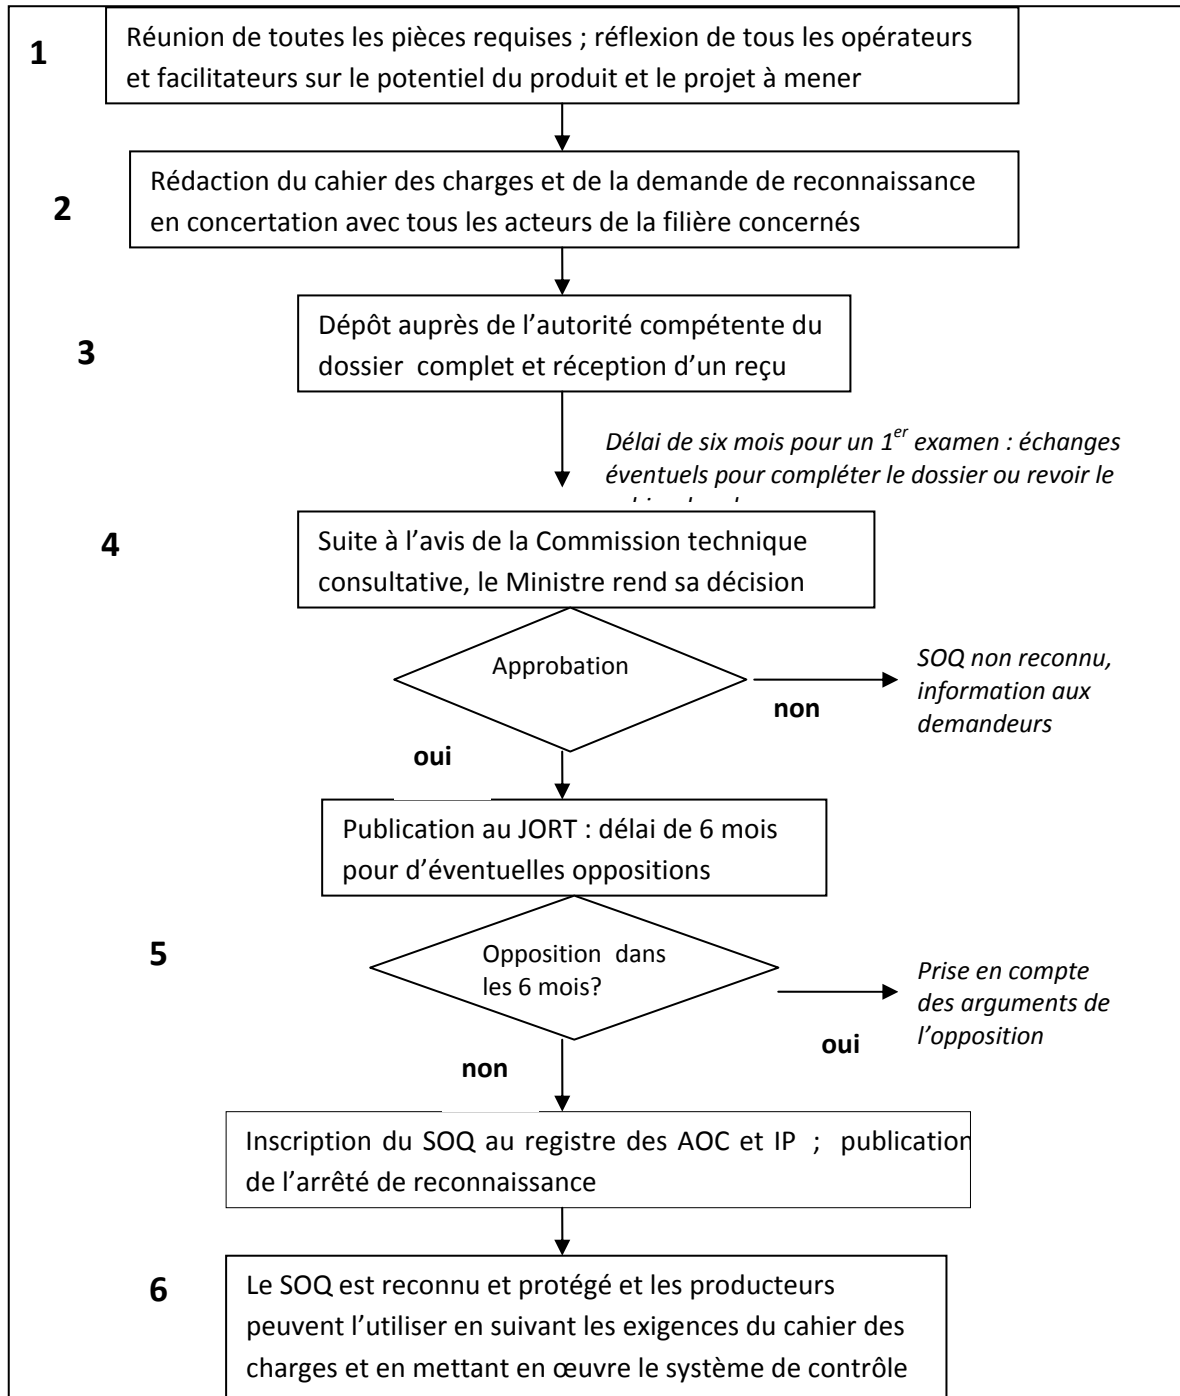 1
Réunion de toutes les pièces requises ; réflexion de tous les opérateurs
et facilitateurs sur le potentiel du produit et le projet à mener
2
Rédaction du cahier des charges et de la demande de reconnaissance
en concertation avec tous les acteurs de la filière concernés
3
Dépôt auprès de l’autorité compétente du
dossier complet et réception d’un reçu
Délai de six mois pour un 1er examen : échanges
éventuels pour compléter le dossier ou revoir le
4
Suite à l’avis de la Commission technique
consultative, le Ministre rend sa décision
Approbation
non
SOQ non reconnu,
information aux
demandeurs
oui
Publication au JORT : délai de 6 mois
pour d’éventuelles oppositions
5
Opposition dans
les 6 mois?
oui
Prise en compte
des arguments de
l’opposition
non
Inscription du SOQ au registre des AOC et IP ; publication
de l’arrêté de reconnaissance
6
Le SOQ est reconnu et protégé et les producteurs
peuvent l’utiliser en suivant les exigences du cahier des
charges et en mettant en œuvre le système de contrôle